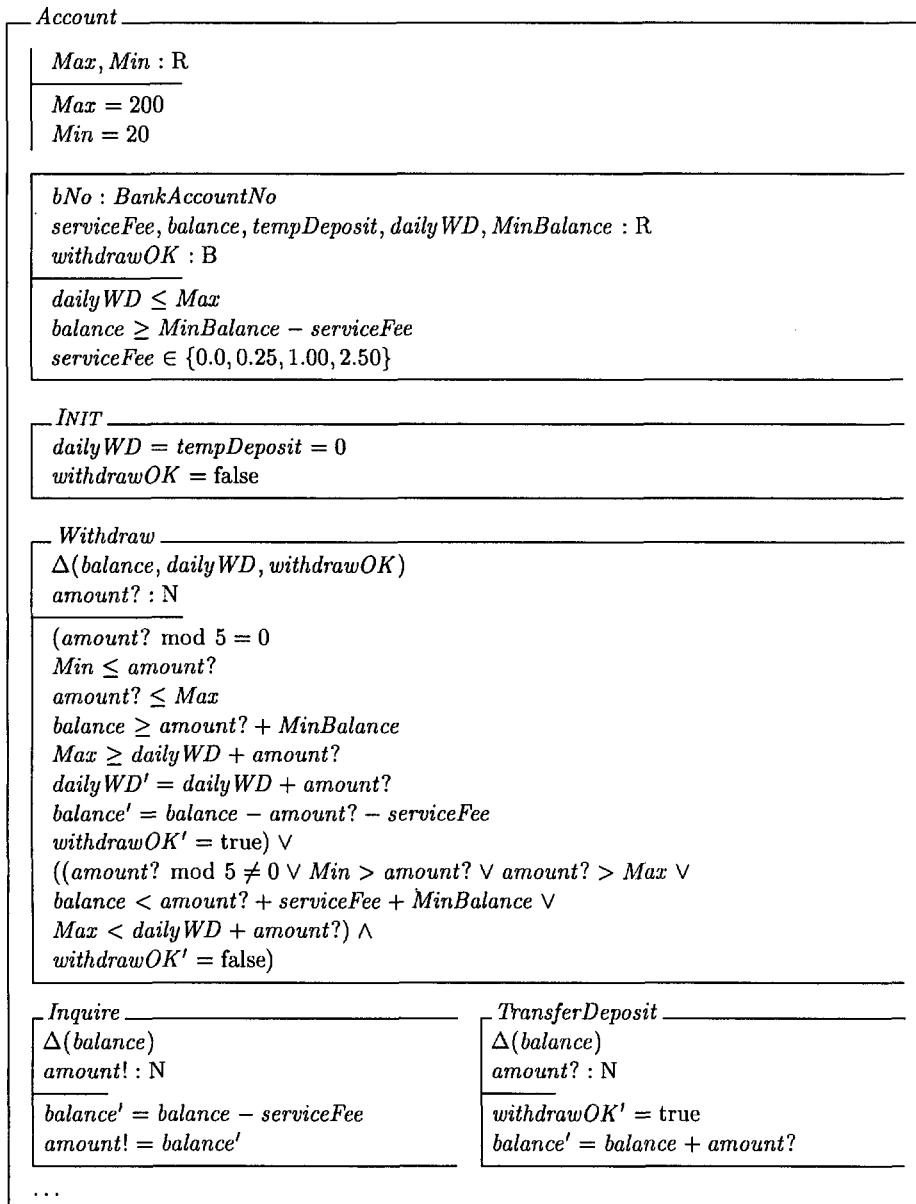 Account
Max, Min : R
Max = 200
Min = 20
bNo : BankAccountNo
serviceFee, balance, tempDeposit, dailyWD, MinBalance : R
withdrawOK : B
dailyWD ≤ Max
balance ≥ MinBalance − serviceFee
serviceFee ∈ {0.0, 0.25, 1.00, 2.50}
INIT
dailyWD = tempDeposit = 0
withdrawOK = false
Withdraw
Δ(balance, dailyWD, withdrawOK)
amount? : N
(amount? mod 5 = 0
Min ≤ amount?
amount? ≤ Max
balance ≥ amount? + MinBalance
Max ≥ dailyWD + amount?
dailyWD′ = dailyWD + amount?
balance′ = balance − amount? − serviceFee
withdrawOK′ = true) ∨
((amount? mod 5 ≠ 0 ∨ Min > amount? ∨ amount? > Max ∨
balance < amount? + serviceFee + MinBalance ∨
Max < dailyWD + amount?) ∧
withdrawOK′ = false)
Inquire
Δ(balance)
amount! : N
balance′ = balance − serviceFee
amount! = balance′
TransferDeposit
Δ(balance)
amount? : N
withdrawOK′ = true
balance′ = balance + amount?
...